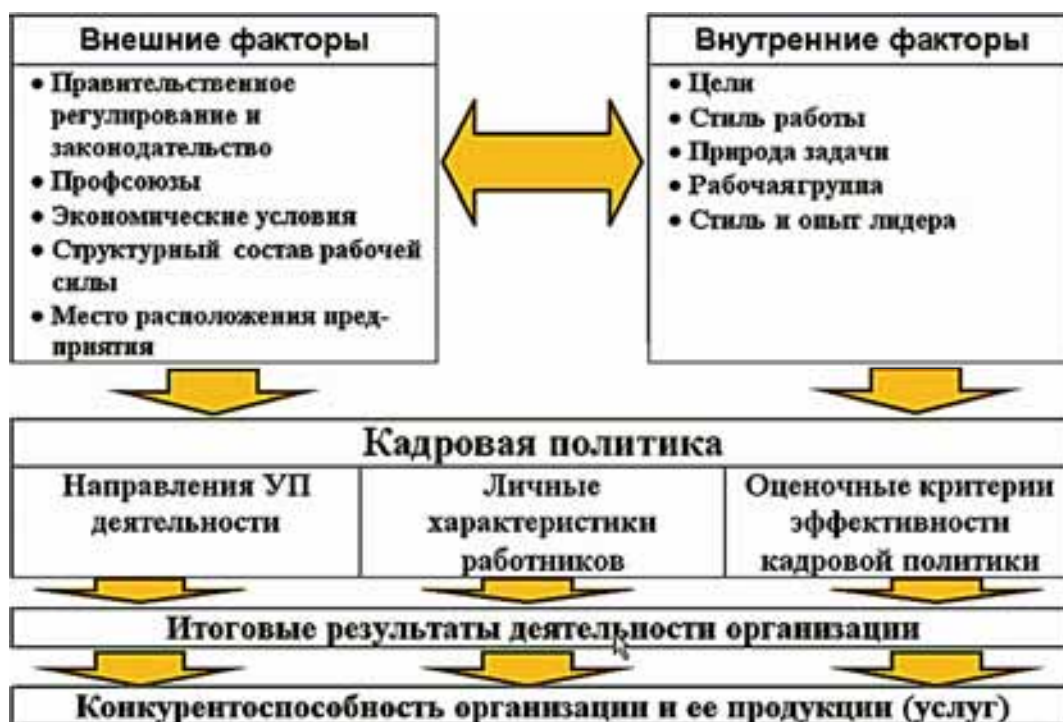 Внешние факторы
• Правительственное
регулирование и
законодательство
• Профсоюзы
• Экономические условия
• Структурный состав рабочей
силы
• Место расположения пред-
приятия
Внутренние факторы
• Цели
• Стиль работы
• Природа задачи
• Рабочаягруппа
• Стиль и опыт лидера
Кадровая политика
Направления УП
деятельности
Личные
характеристики
работников
Оценочные критерии
эффективности
кадровой политики
Итоговые результаты деятельности организации
Конкурентоспособность организации и ее продукции (услуг)